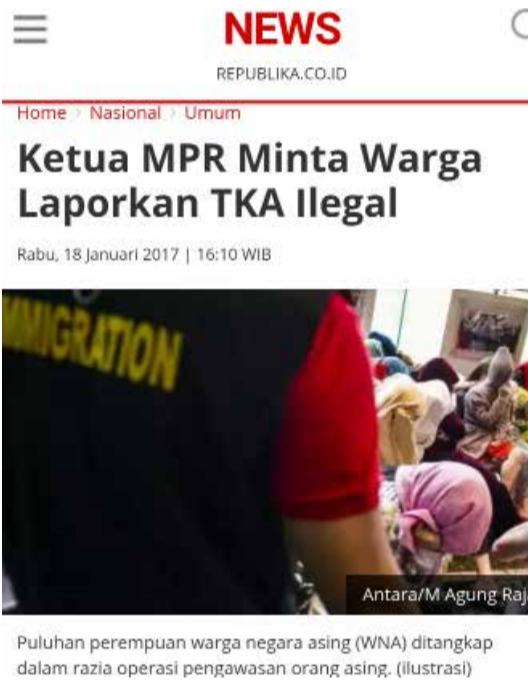 NEWS
REPUBLIKA.CO.ID
Home › Nasional › Umum
Ketua MPR Minta Warga
Laporkan TKA Ilegal
Rabu, 18 Januari 2017 | 16:10 WIB
IMMIGRATION
Antara/M Agung Raj
Puluhan perempuan warga negara asing (WNA) ditangkap
dalam razia operasi pengawasan orang asing. (ilustrasi)